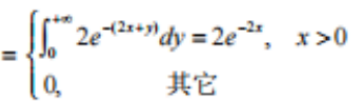 = { ∫₀^{+∞} 2e^{-(2x+y)}dy = 2e^{-2x},  x>0
0,  其它